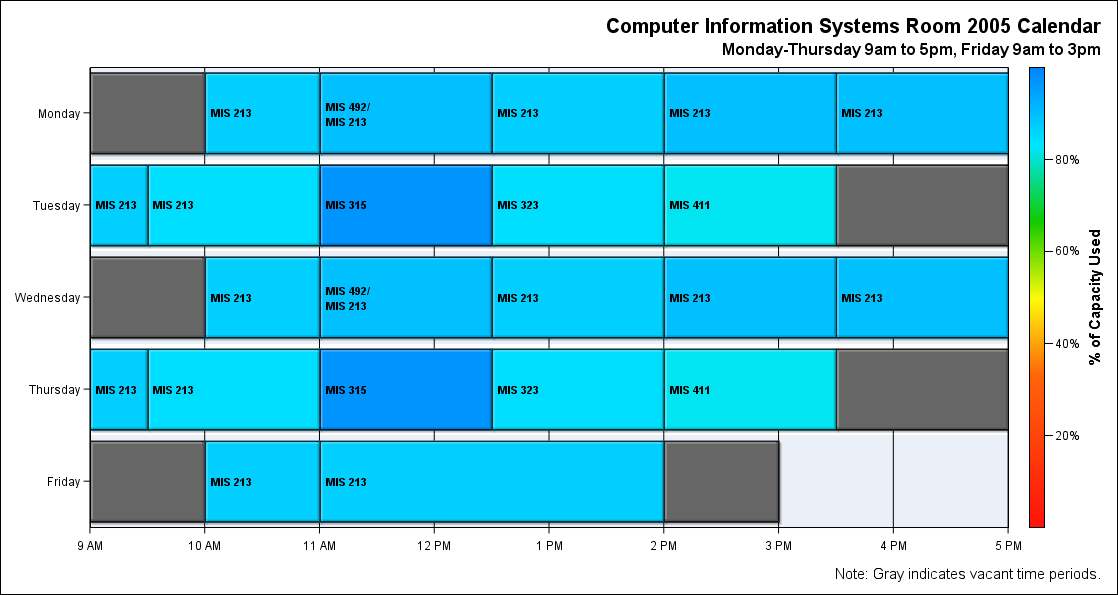 Computer Information Systems Room 2005 Calendar
Monday-Thursday 9am to 5pm, Friday 9am to 3pm
Monday
MIS 213
MIS 492/
MIS 213
MIS 213
MIS 213
MIS 213
Tuesday
MIS 213
MIS 213
MIS 315
MIS 323
MIS 411
Wednesday
MIS 213
MIS 492/
MIS 213
MIS 213
MIS 213
MIS 213
Thursday
MIS 213
MIS 213
MIS 315
MIS 323
MIS 411
Friday
MIS 213
MIS 213
9 AM
10 AM
11 AM
12 PM
1 PM
2 PM
3 PM
4 PM
5 PM
80%
60%
40%
20%
% of Capacity Used
Note: Gray indicates vacant time periods.